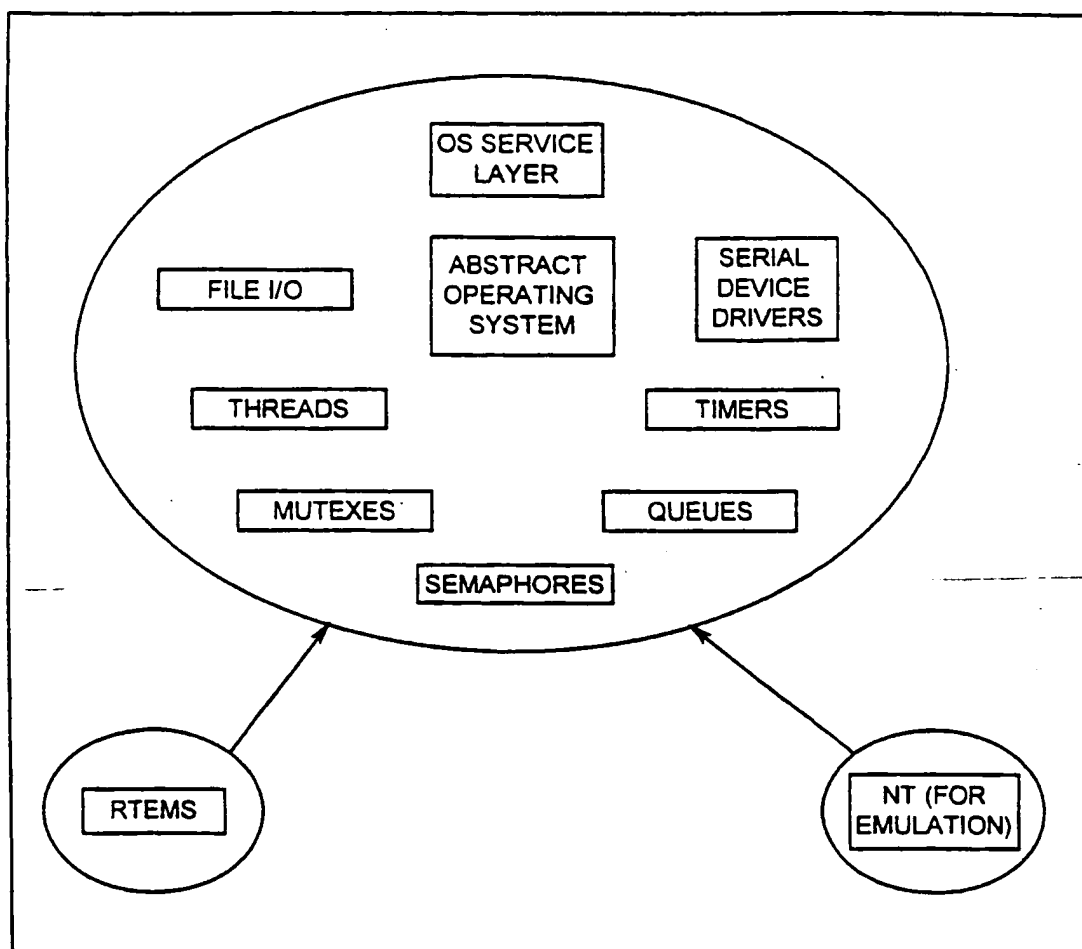 OS SERVICE
LAYER
ABSTRACT
OPERATING
SYSTEM
FILE I/O
SERIAL
DEVICE
DRIVERS
THREADS
TIMERS
MUTEXES
QUEUES
SEMAPHORES
RTEMS
NT (FOR
EMULATION)